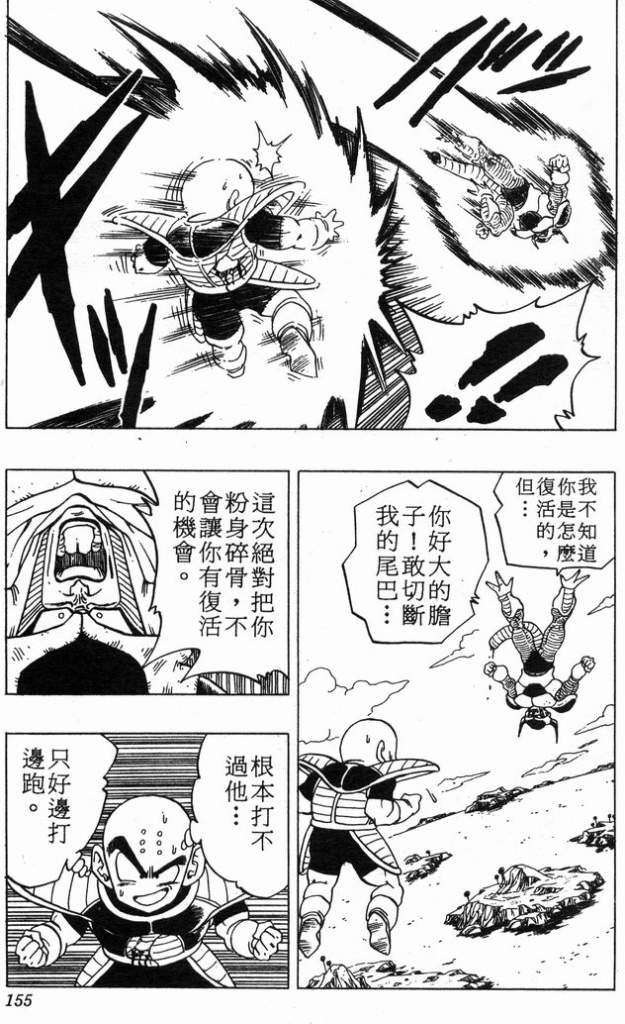 我不知道
你是怎麼
復活的，
但…
你好大的膽
子！敢切斷
我的尾巴…
這次絕對把你
粉身碎骨，不
會讓你有復活
的機會。
根本打不
過他…
只好邊打
邊跑。
155